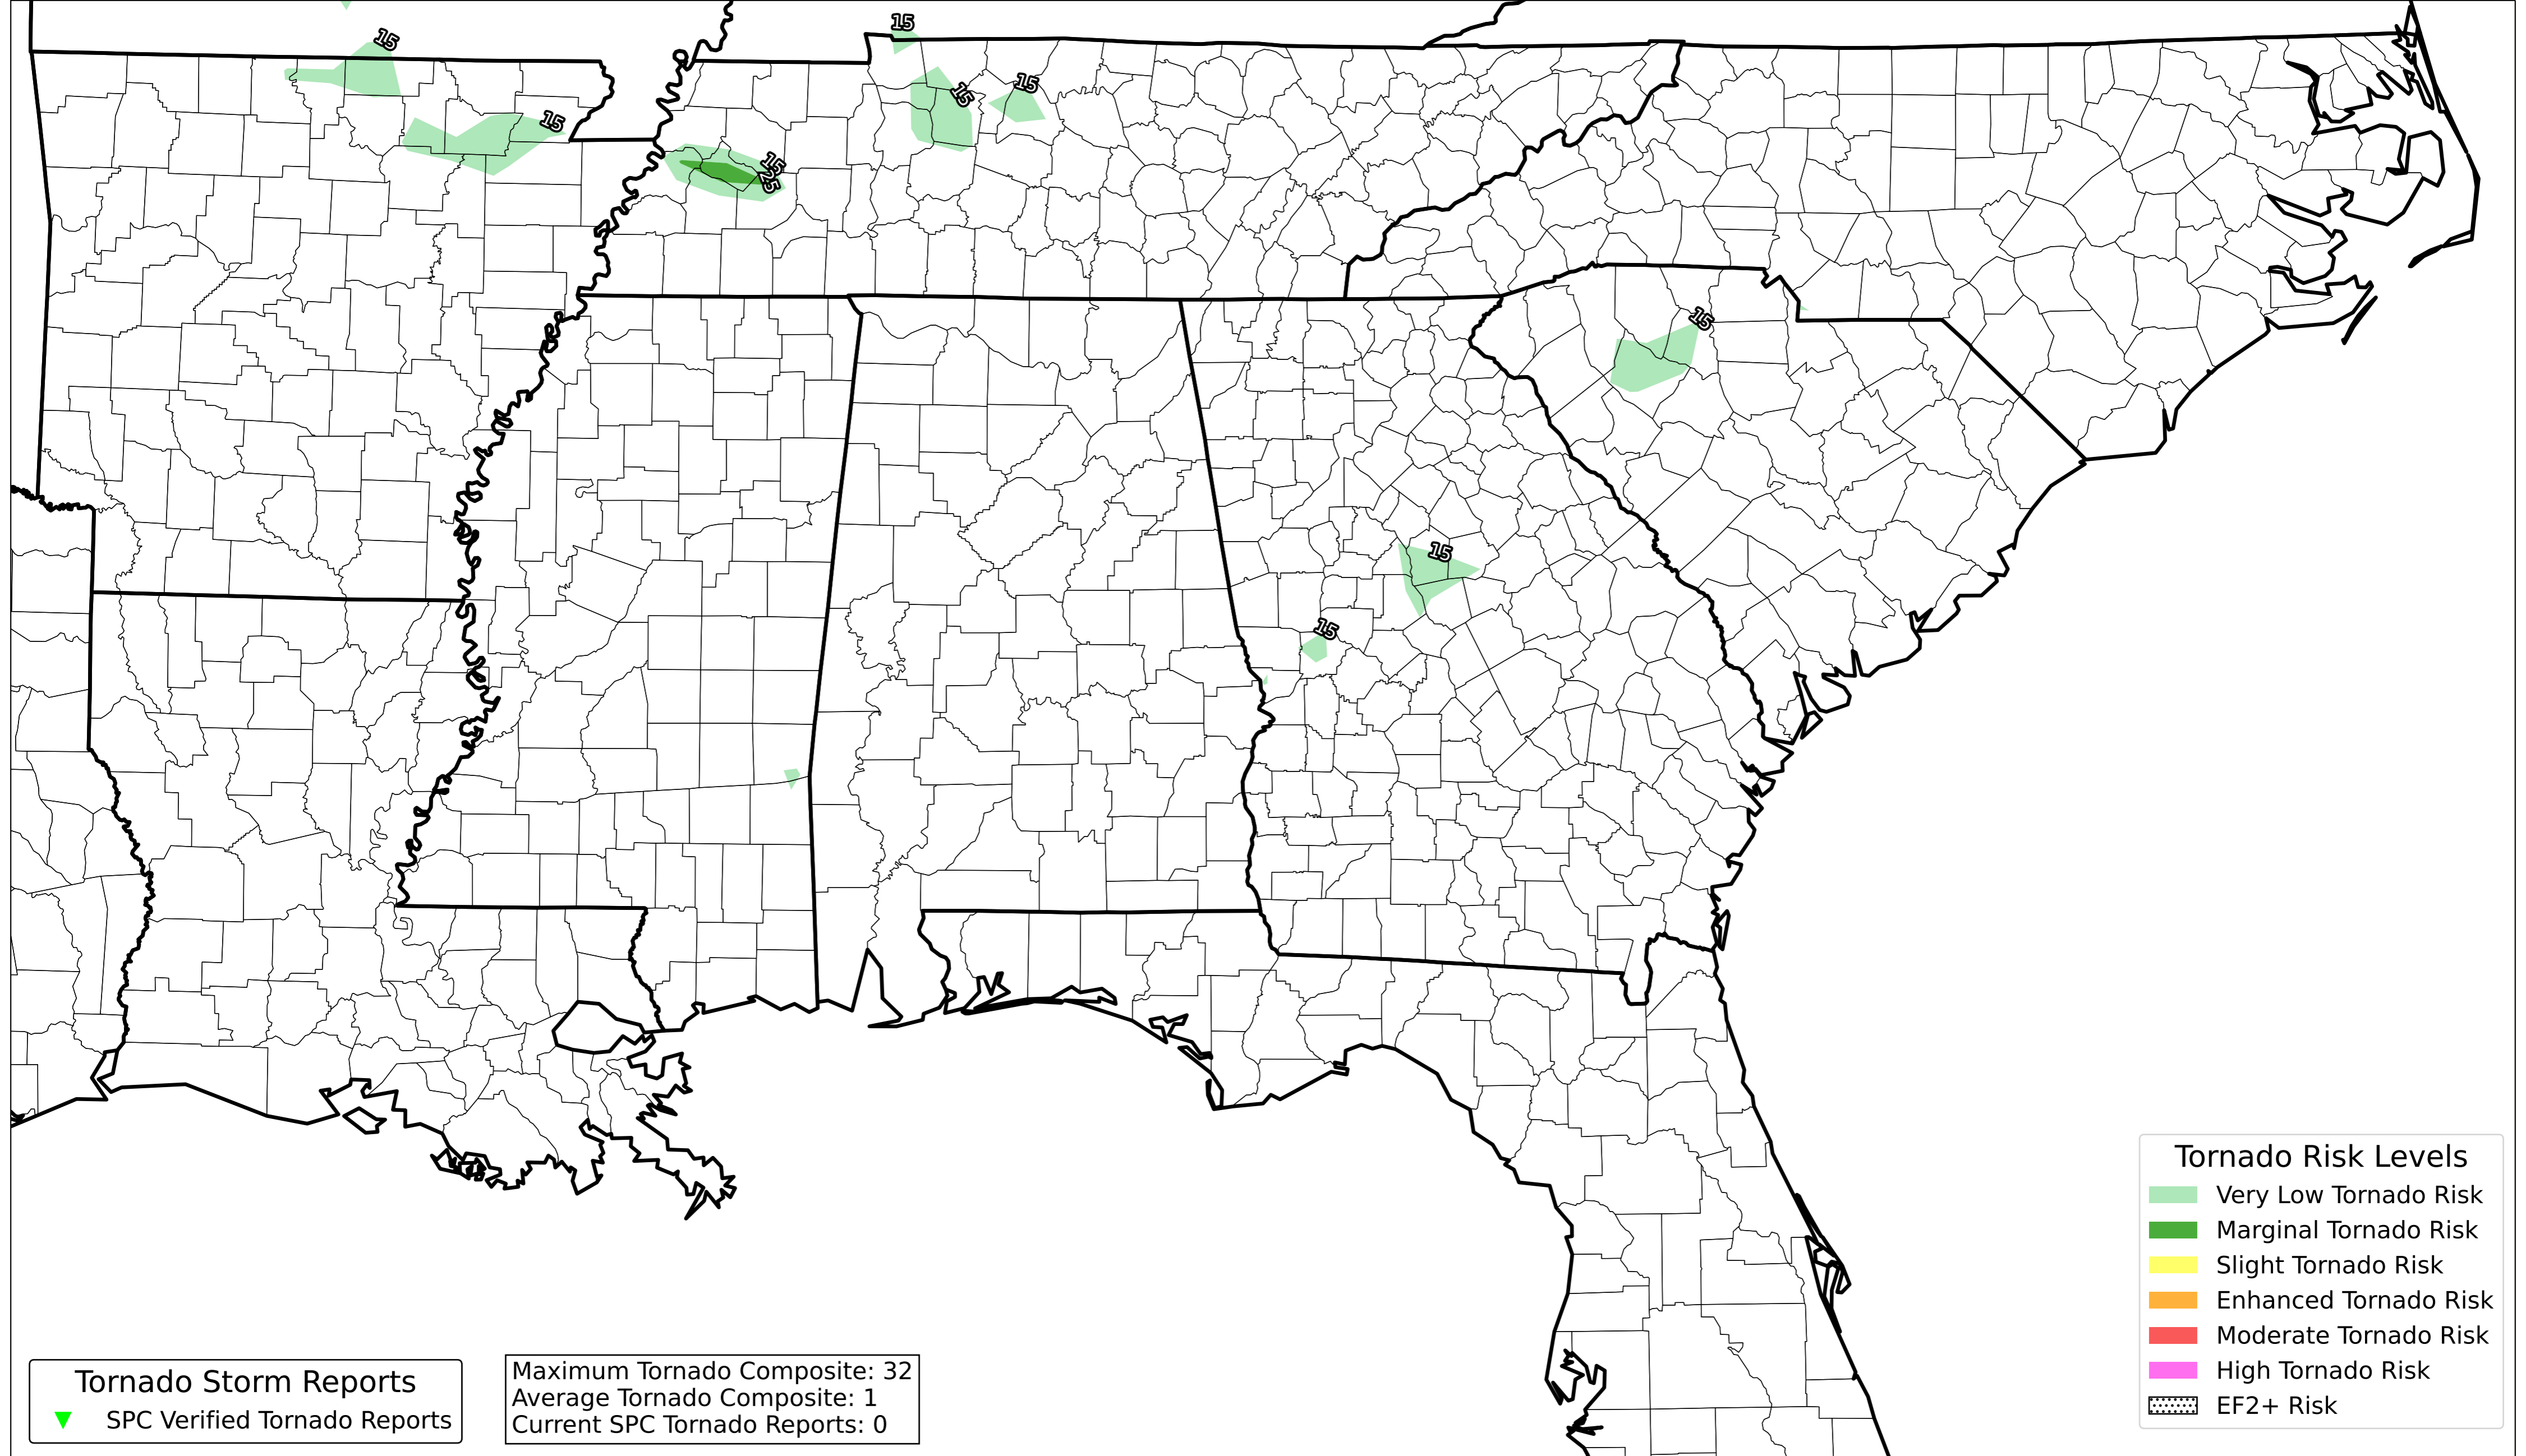 15
15
15
15
15
15
25
15
15
15
Tornado Risk Levels
Very Low Tornado Risk
Marginal Tornado Risk
Slight Tornado Risk
Enhanced Tornado Risk
Moderate Tornado Risk
High Tornado Risk
EF2+ Risk
Tornado Storm Reports
SPC Verified Tornado Reports
Maximum Tornado Composite: 32
Average Tornado Composite: 1
Current SPC Tornado Reports: 0